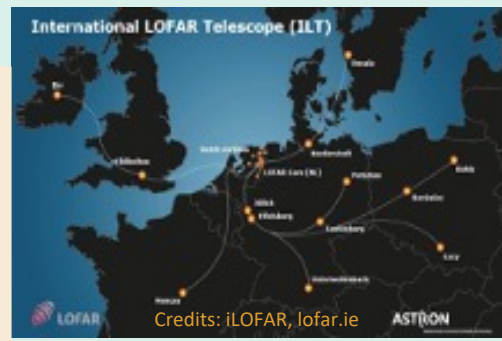 International LOFAR Telescope (ILT)
Onsala
Birr
Chilbolton
Dutch stations
Norderstedt
LOFAR Core (NL)
Potsdam
Bałdy
Jülich
Effelsberg
Tautenburg
Borówiec
Łazy
Nançay
Unterweilenbach
LOFAR
Credits: iLOFAR, lofar.ie
ASTRON